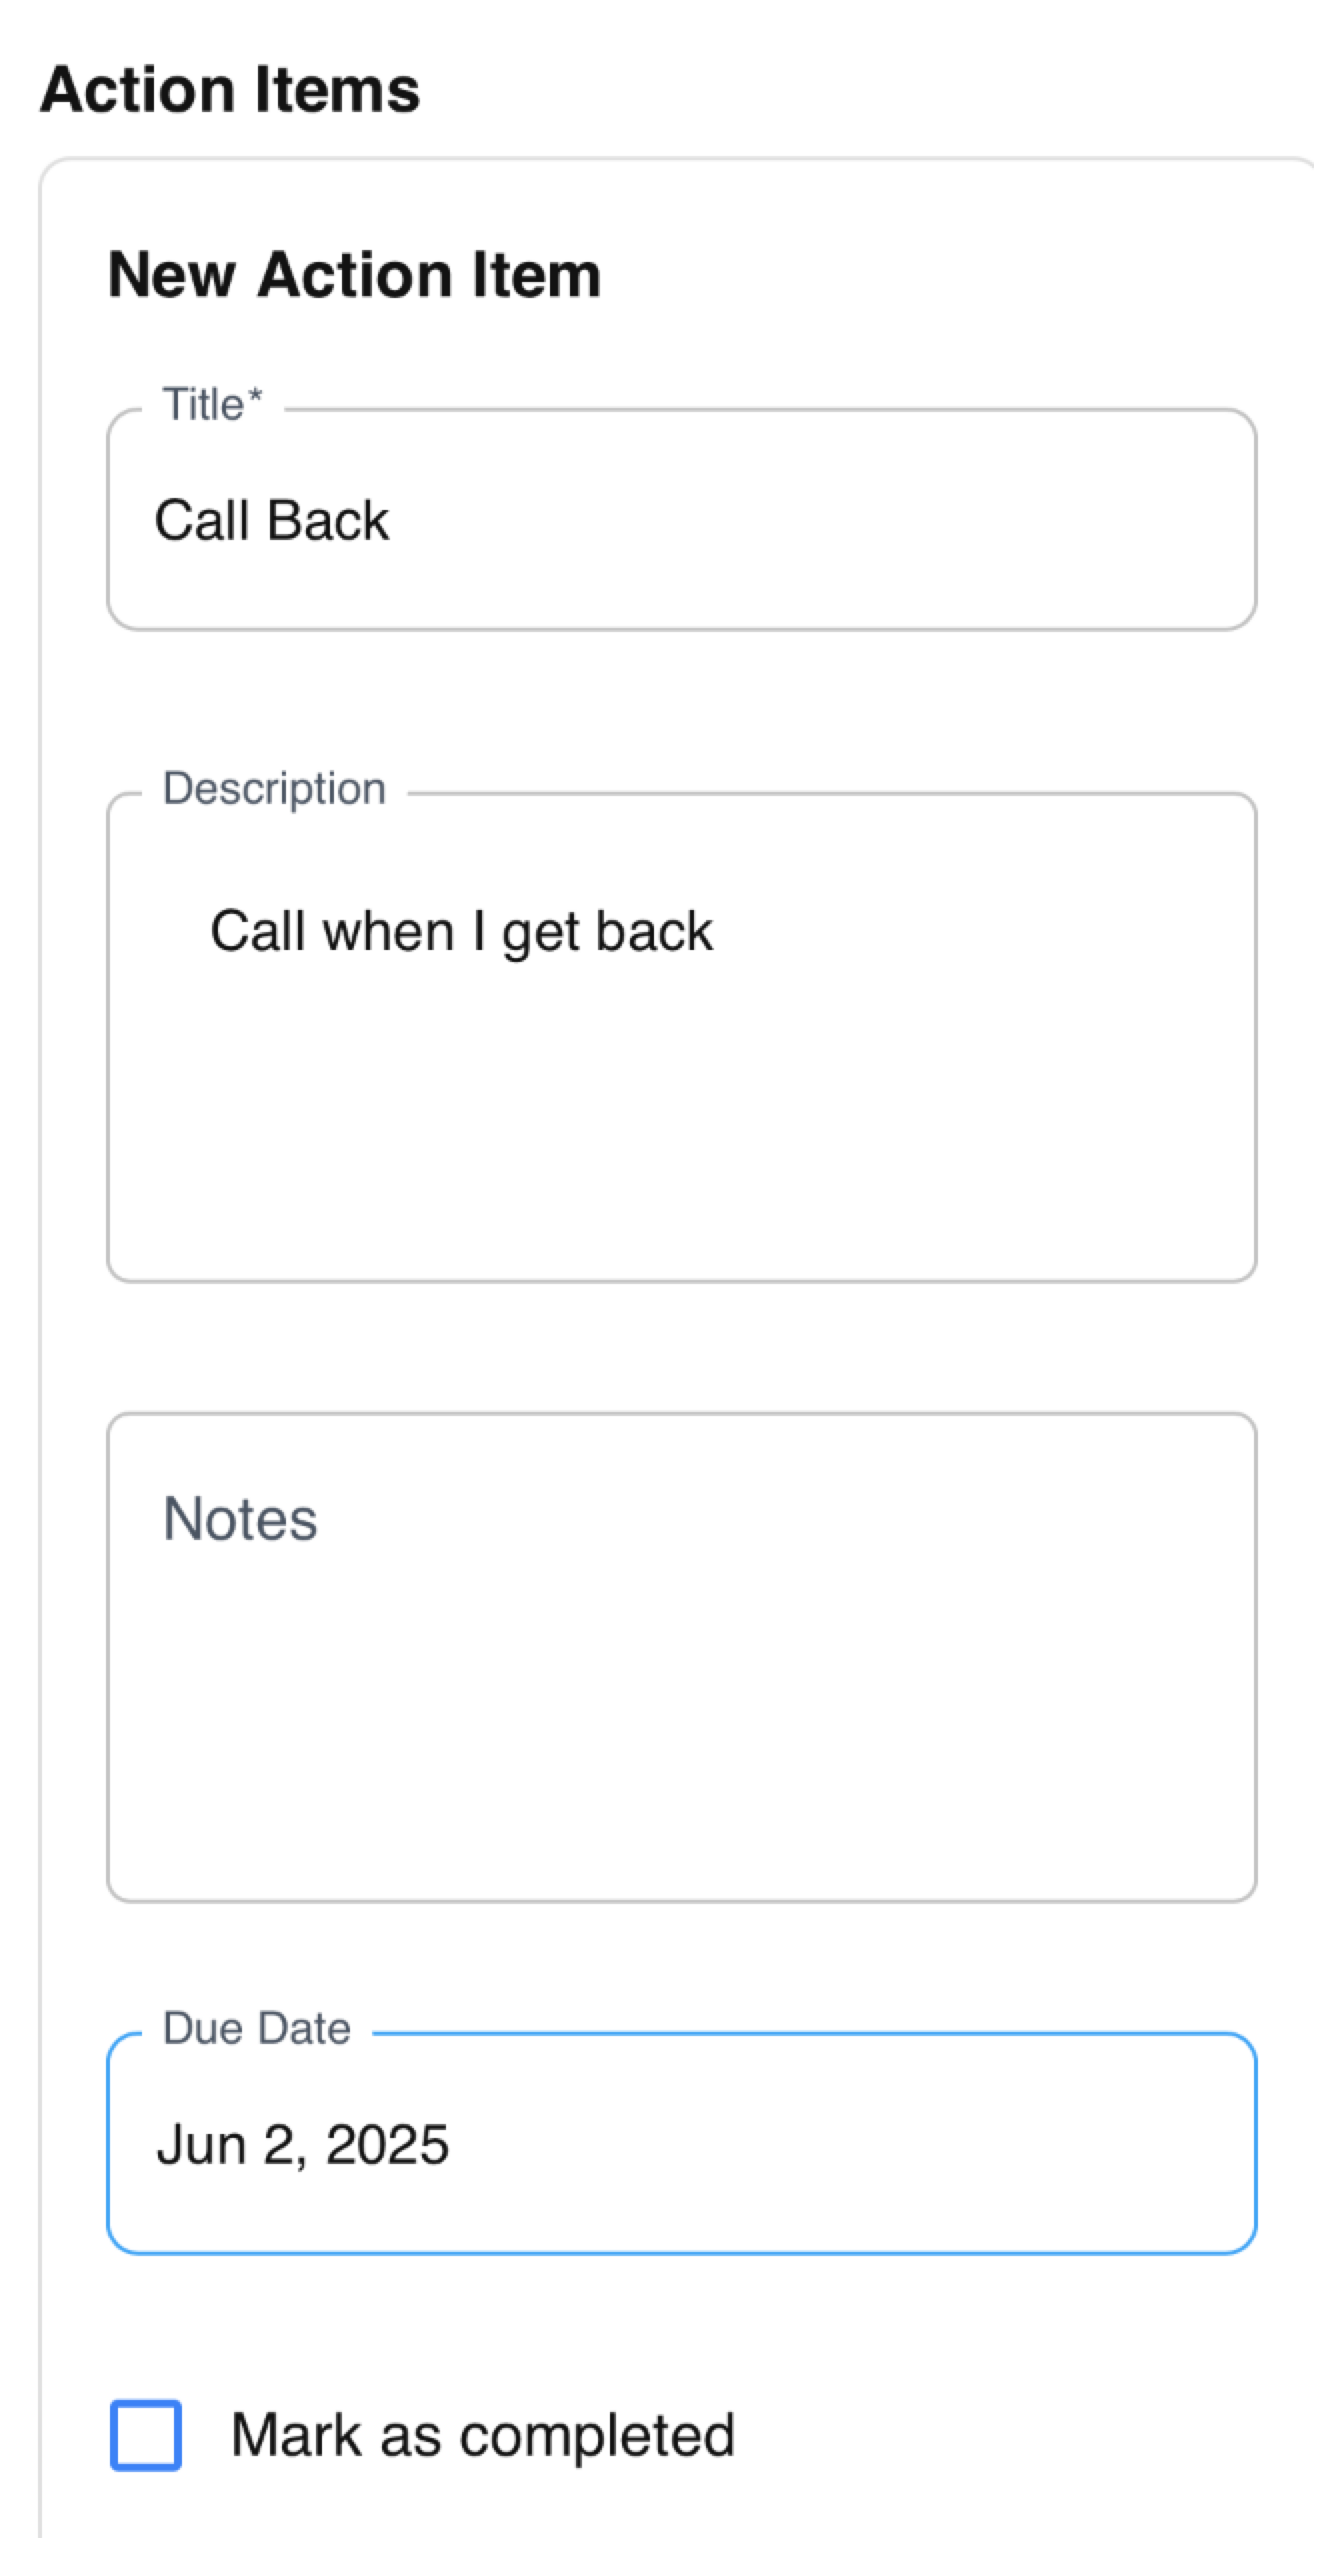 Action Items
New Action Item
Title*
Call Back
Description
Call when I get back
Notes
Due Date
Jun 2, 2025
Mark as completed